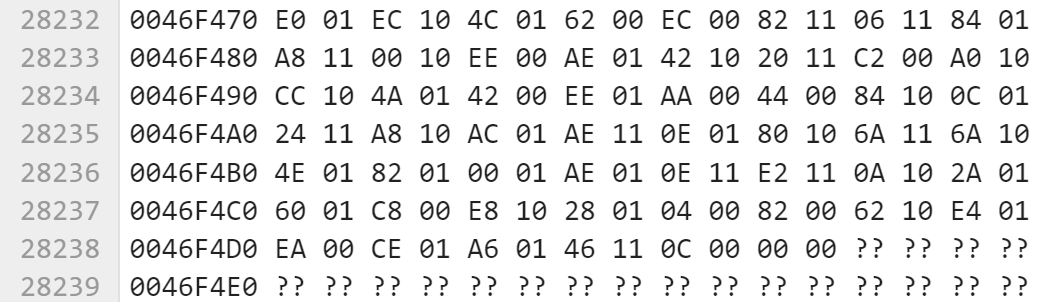 28232 0046F470 E0 01 EC 10 4C 01 62 00 EC 00 82 11 06 11 84 01
28233 0046F480 A8 11 00 10 EE 00 AE 01 42 10 20 11 C2 00 A0 10
28234 0046F490 CC 10 4A 01 42 00 EE 01 AA 00 44 00 84 10 0C 01
28235 0046F4A0 24 11 A8 10 AC 01 AE 11 0E 01 80 10 6A 11 6A 10
28236 0046F4B0 4E 01 82 01 00 01 AE 01 0E 11 E2 11 0A 10 2A 01
28237 0046F4C0 60 01 C8 00 E8 10 28 01 04 00 82 00 62 10 E4 01
28238 0046F4D0 EA 00 CE 01 A6 01 46 11 0C 00 00 00 ?? ?? ?? ??
28239 0046F4E0 ?? ?? ?? ?? ?? ?? ?? ?? ?? ?? ?? ?? ?? ?? ?? ??